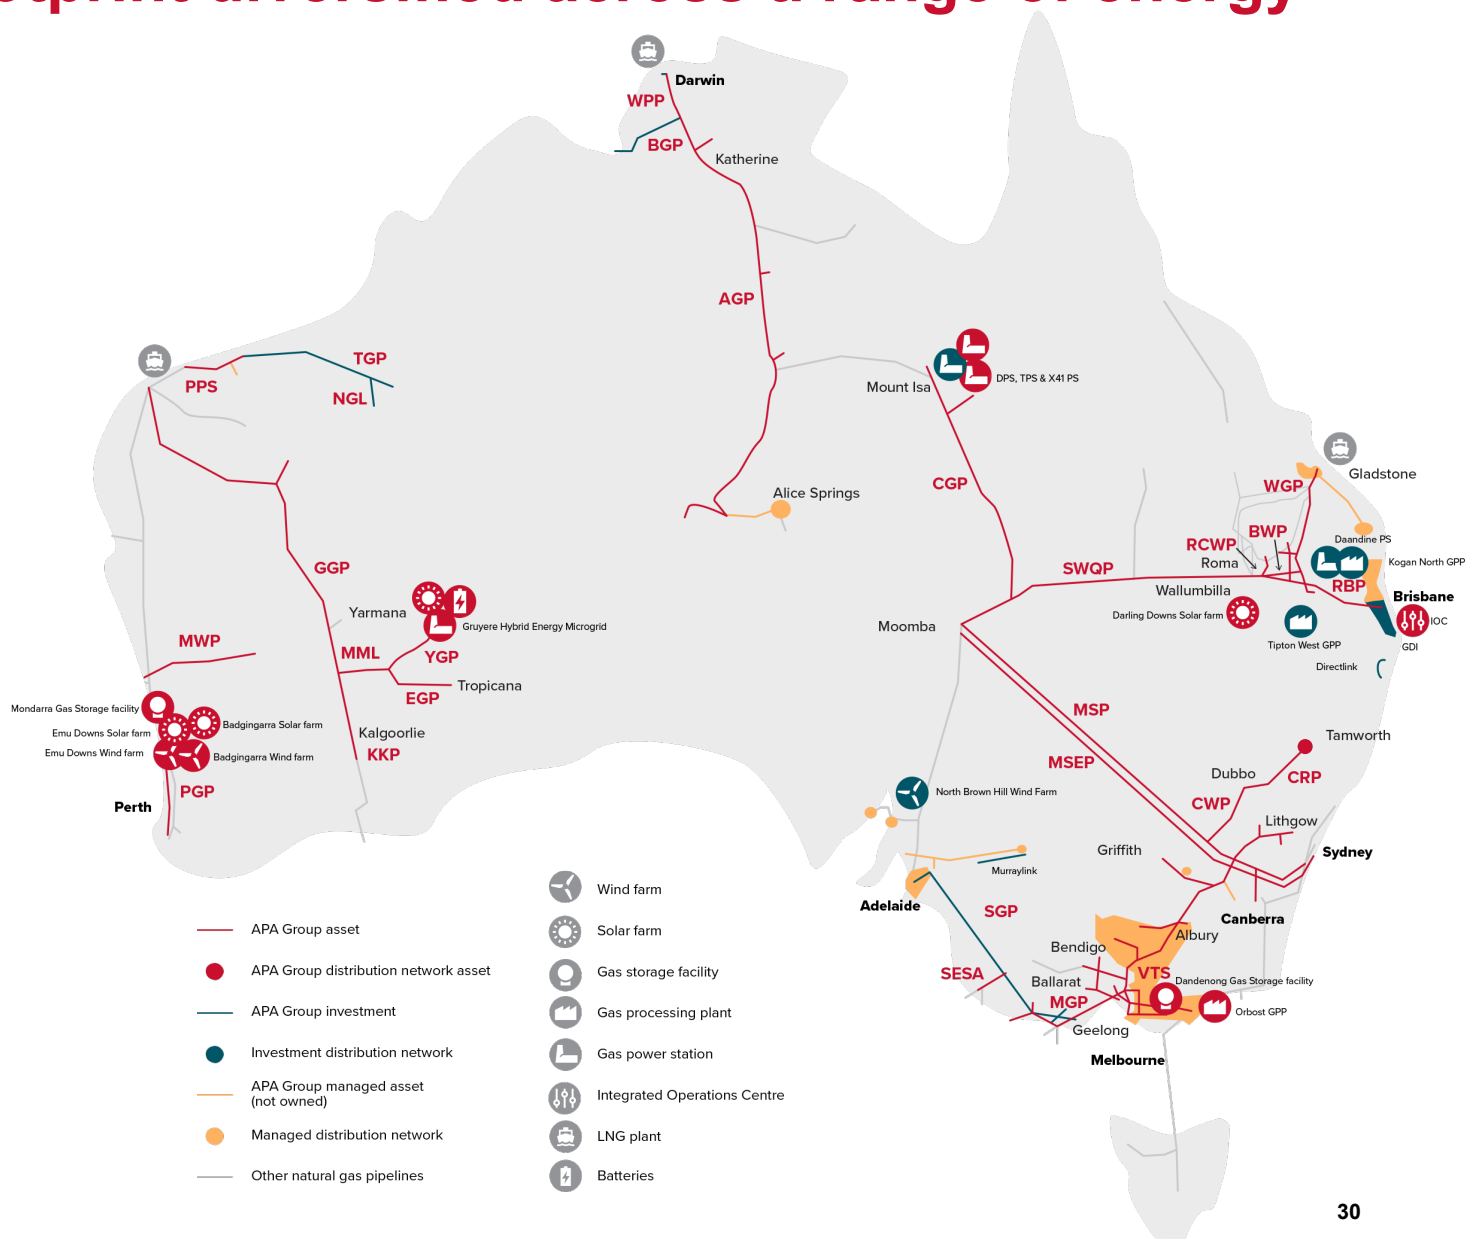 otprint diversified across a range of energy
Darwin
WPP
BGP
Katherine
AGP
TGP
PPS
NGL
Mount Isa
DPS, TPS & X41 PS
CGP
Alice Springs
Gladstone
WGP
BWP
RCWP
Roma
Daandine PS
Kogan North GPP
SWQP
RBP
Wallumbilla
Brisbane
Darling Downs Solar farm
IOC
Tipton West GPP
GDI
Directlink
Moomba
GGP
Yarmana
Gruyere Hybrid Energy Microgrid
MWP
MML
YGP
EGP
Tropicana
Mondarra Gas Storage facility
Badgingarra Solar farm
Emu Downs Solar farm
Emu Downs Wind farm
Badgingarra Wind farm
Kalgoorlie
KKP
PGP
Perth
MSP
MSEP
Tamworth
Dubbo
CRP
CWP
North Brown Hill Wind Farm
Lithgow
Griffith
Sydney
Murraylink
Adelaide
SGP
Canberra
Albury
Bendigo
SESA
Ballarat
VTS
Dandenong Gas Storage facility
MGP
Orbost GPP
Geelong
Melbourne
APA Group asset
APA Group distribution network asset
APA Group investment
Investment distribution network
APA Group managed asset
(not owned)
Managed distribution network
Other natural gas pipelines
Wind farm
Solar farm
Gas storage facility
Gas processing plant
Gas power station
Integrated Operations Centre
LNG plant
Batteries
30